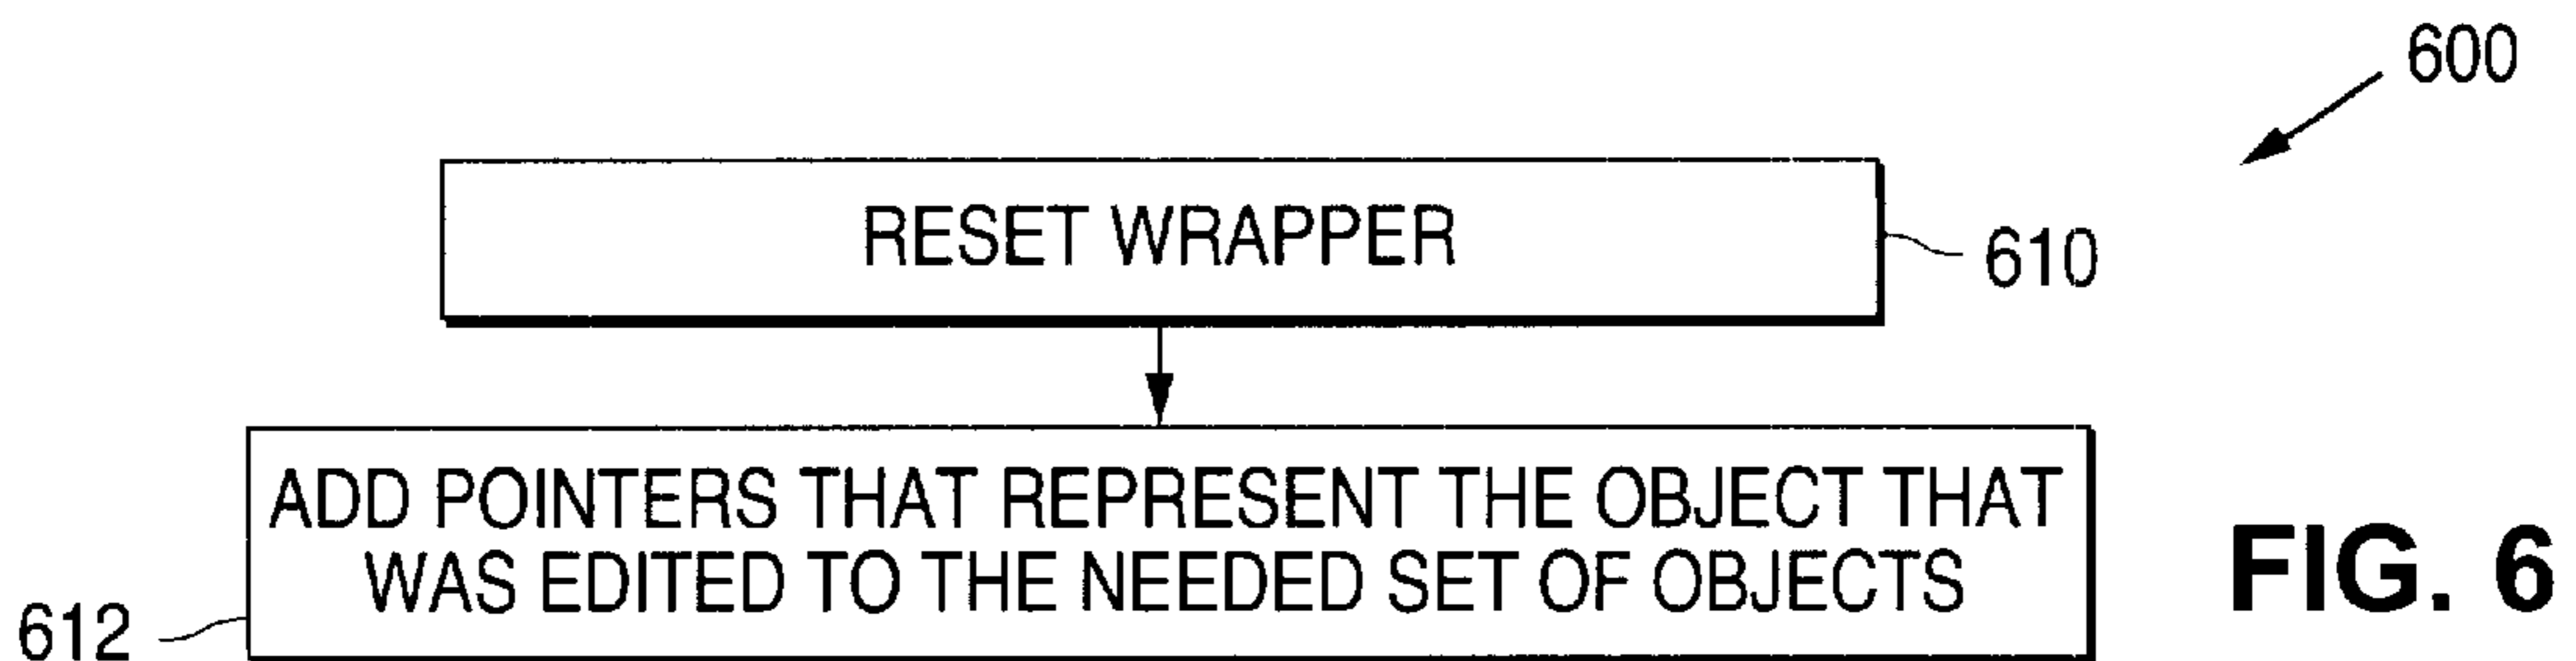 600
RESET WRAPPER
610
ADD POINTERS THAT REPRESENT THE OBJECT THAT
WAS EDITED TO THE NEEDED SET OF OBJECTS
612
FIG. 6